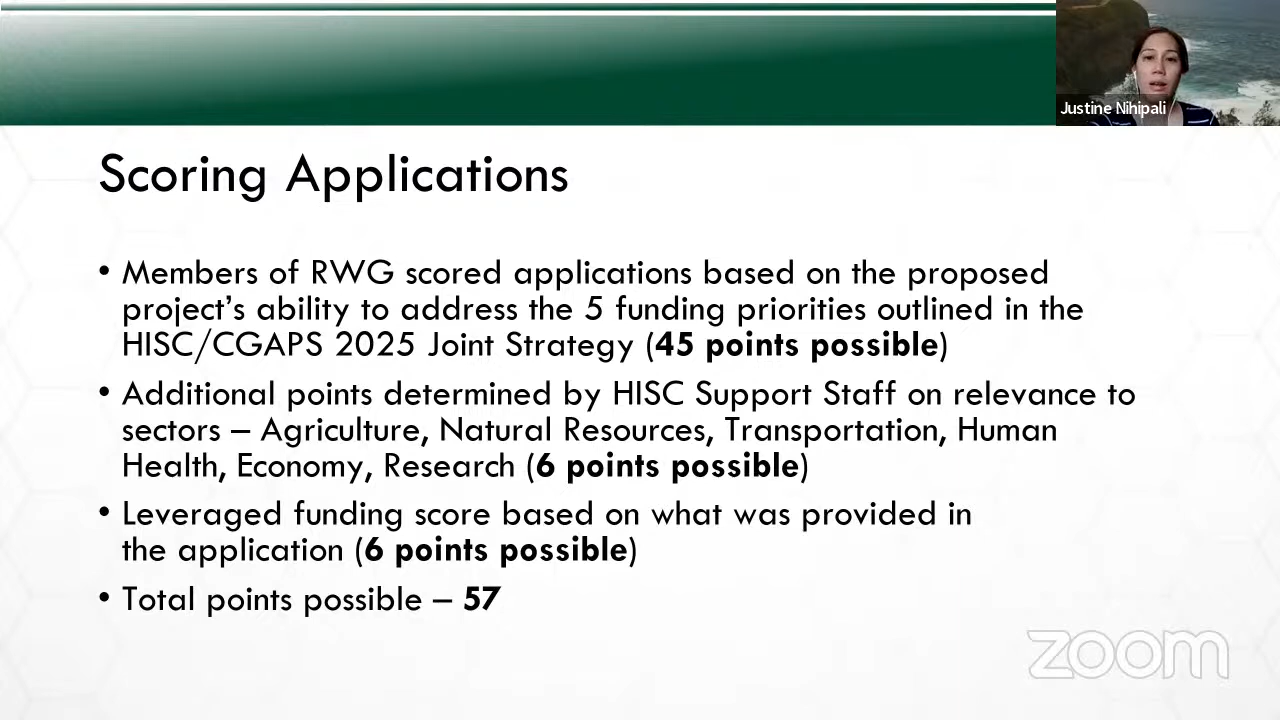 Justine Nihipali
Scoring Applications
• Members of RWG scored applications based on the proposed
project’s ability to address the 5 funding priorities outlined in the
HISC/CGAPS 2025 Joint Strategy (45 points possible)
• Additional points determined by HISC Support Staff on relevance to
sectors – Agriculture, Natural Resources, Transportation, Human
Health, Economy, Research (6 points possible)
• Leveraged funding score based on what was provided in
the application (6 points possible)
• Total points possible – 57
zoom